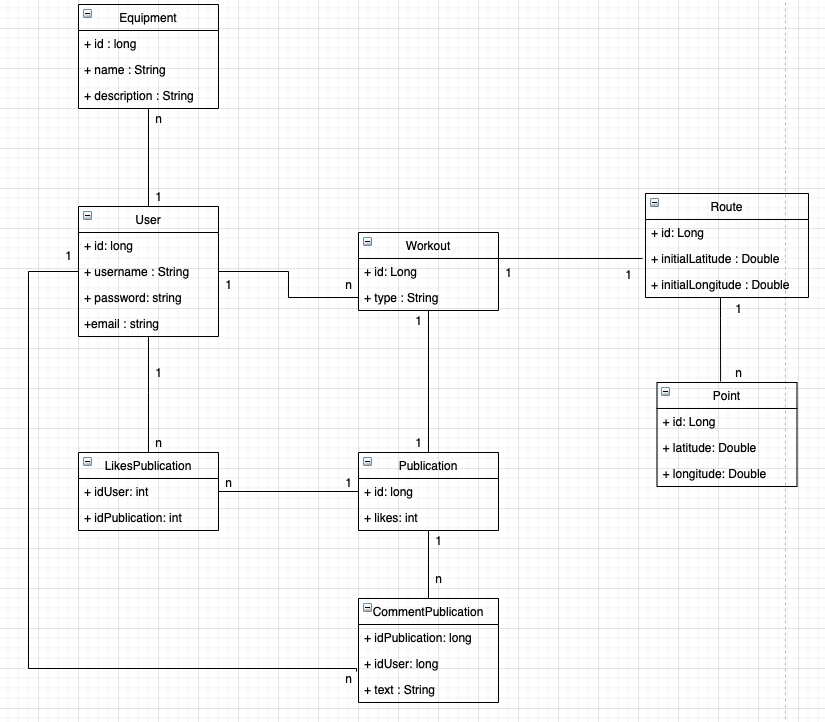 Equipment
+ id : long
+ name : String
+ description : String
n
1
User
+ id: long
+ username : String
+ password: string
+email : string
1
1
n
Workout
+ id: Long
+ type : String
1
1
Route
+ id: Long
+ initialLatitude : Double
+ initialLongitude : Double
1
n
Point
+ id: Long
+ latitude: Double
+ longitude: Double
1
n
1
1
LikesPublication
+ idUser: int
+ idPublication: int
n
1
Publication
+ id: long
+ likes: int
1
n
CommentPublication
+ idPublication: long
+ idUser: long
+ text : String
n